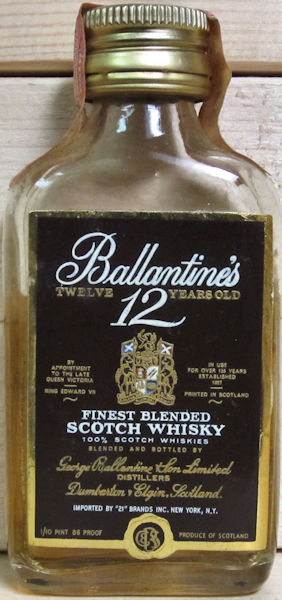 Ballantine's
TWELVE 12 YEARS OLD
BY
APPOINTMENT
TO THE LATE
QUEEN VICTORIA
KING EDWARD VII
IN USE
FOR OVER 135 YEARS
ESTABLISHED
1827
PRINTED IN SCOTLAND
FINEST BLENDED
SCOTCH WHISKY
100% SCOTCH WHISKIES
BLENDED AND BOTTLED BY
George Ballantine & Son Limited
DISTILLERS
Dumbarton & Elgin, Scotland.
IMPORTED BY "21" BRANDS INC. NEW YORK, N.Y.
1/10 PINT 86 PROOF
PRODUCE OF SCOTLAND